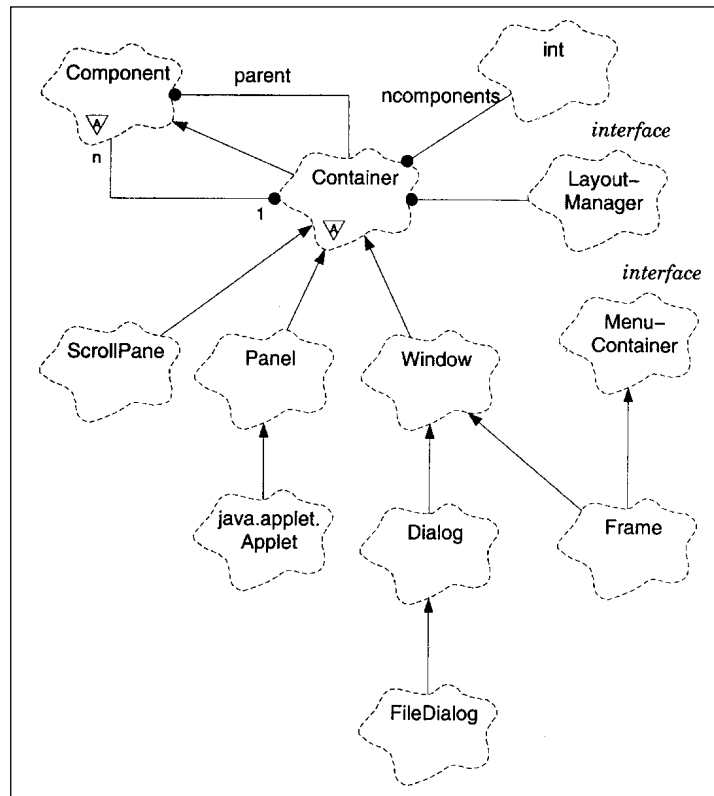 Component
A
n
parent
int
ncomponents
interface
Container
A
1
Layout-
Manager
interface
ScrollPane
Panel
Window
Menu-
Container
java.applet.
Applet
Dialog
Frame
FileDialog